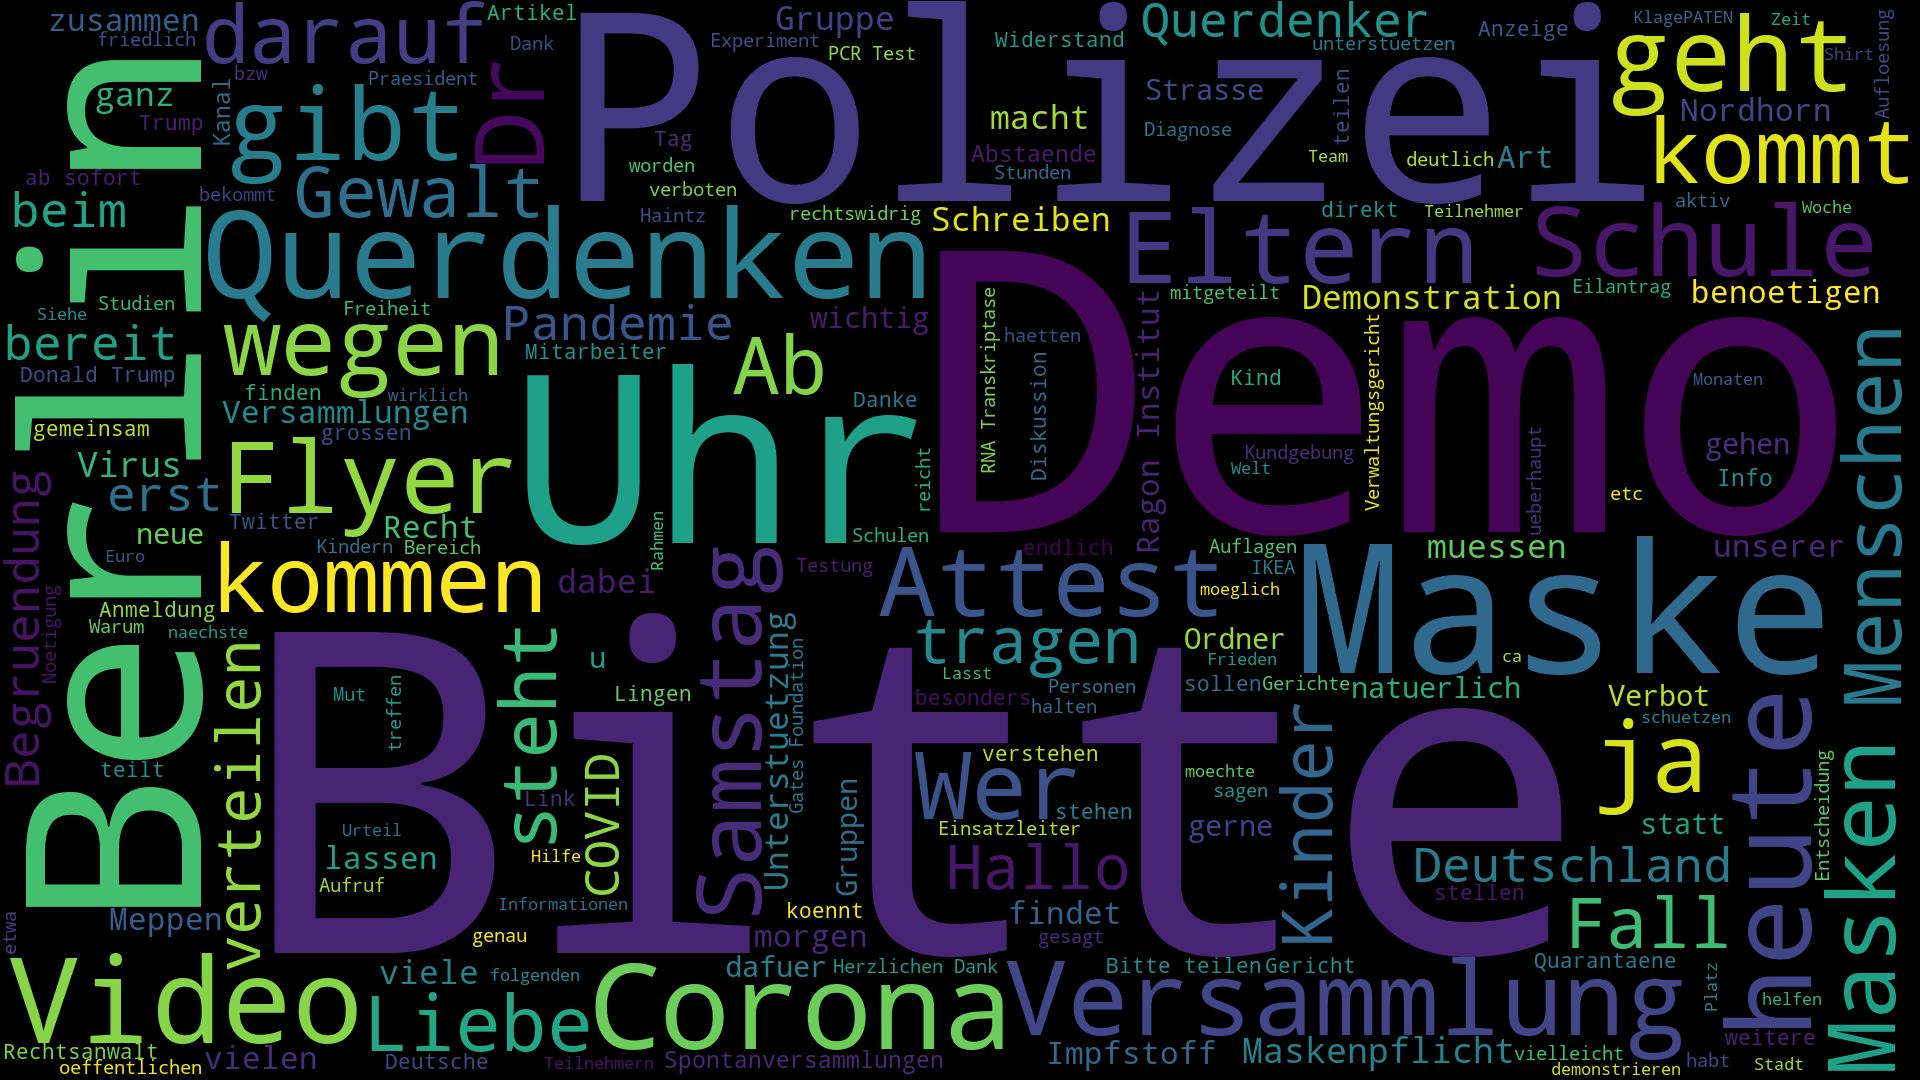 zusammen
friedlich
darauf
Artikel
Dank
Polizei
Experiment
Gruppe
PCR Test
Widerstand
Querdenker
unterstuetzen
Anzeige
KlagePATEN
Zeit
geht
Shirt
Aufloesung
ganz
Trump
bzw
Kanal
Praesident
gibt
Dr
Tag
worden
verboten
macht
Abstaende
Stunden
Strasse
Diagnose
teilen
Team
deutlich
Art
Nordhorn
kommt
ab sofort
bekommt
beim
Berlin
Gewalt
Haintz
rechtswidrig
Schreiben
direkt
Teilnehmer
aktiv
Woche
Querdenken
Eltern
Schule
Siehe
Studien
Freiheit
Pandemie
wichtig
Demo
RNA Transkriptase
haetten
mitgeteilt
Demonstration
Eilantrag
benoetigen
bereit
wegen
Mitarbeiter
Ab
Diskussion
Ragon Institut
Kind
Verwaltungsgericht
Monaten
Menschen
Donald Trump
finden
wirklich
Versammlungen
Uhr
Danke
gemeinsam
grossen
Kundgebung
Welt
ueberhaupt
gehen
Info
etc
Virus
Flyer
reicht
erst
Twitter
Recht
neue
Begruendung
Euro
Kindern
Bereich
Rahmen
Schulen
endlich
Auflagen
IKEA
muessen
unserer
kommen
dabei
Testung
Attest
moeglich
Maske
Noetigung
Anmeldung
Warum
naechste
Samstag
steht
u
Lingen
Unterstuetzung
Gates Foundation
tragen
Ordner
Frieden
ca
Lasst
besonders
Personen
halten
sollen
Gerichte
natuerlich
Verbot
schuetzen
verteilen
Mut
treffen
Bitte
teilt
COVID
Link
Wer
verstehen
stehen
moechte
sagen
Kinder
ja
heute
Entscheidung
Masken
Urteil
lassen
Hilfe
Aufruf
Gruppen
Einsatzleiter
gerne
statt
Hallo
Deutschland
stellen
Meppen
etwa
Informationen
genau
koennt
morgen
findet
gesagt
Fall
Video
viele
folgenden
dafuer
Herzlichen Dank
Bitte teilen
Gericht
Quarantaene
Platz
helfen
Liebe
Corona
Versammlung
Rechtsanwalt
oeffentlichen
vielen
Deutsche
Teilnehmern
Spontanversammlungen
Impfstoff
Maskenpflicht
vielleicht
demonstrieren
habt
weitere
Stadt